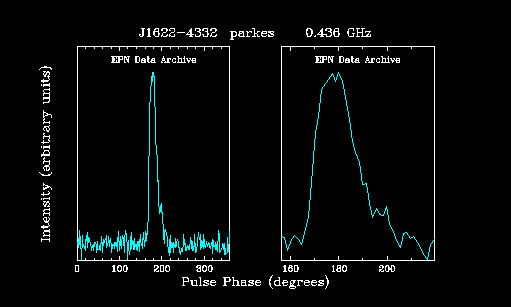 J1622-4332 parkes 0.436 GHz
EPN Data Archive EPN Data Archive
Intensity (arbitrary units)
0 100 200 300 160 180 200
Pulse Phase (degrees)